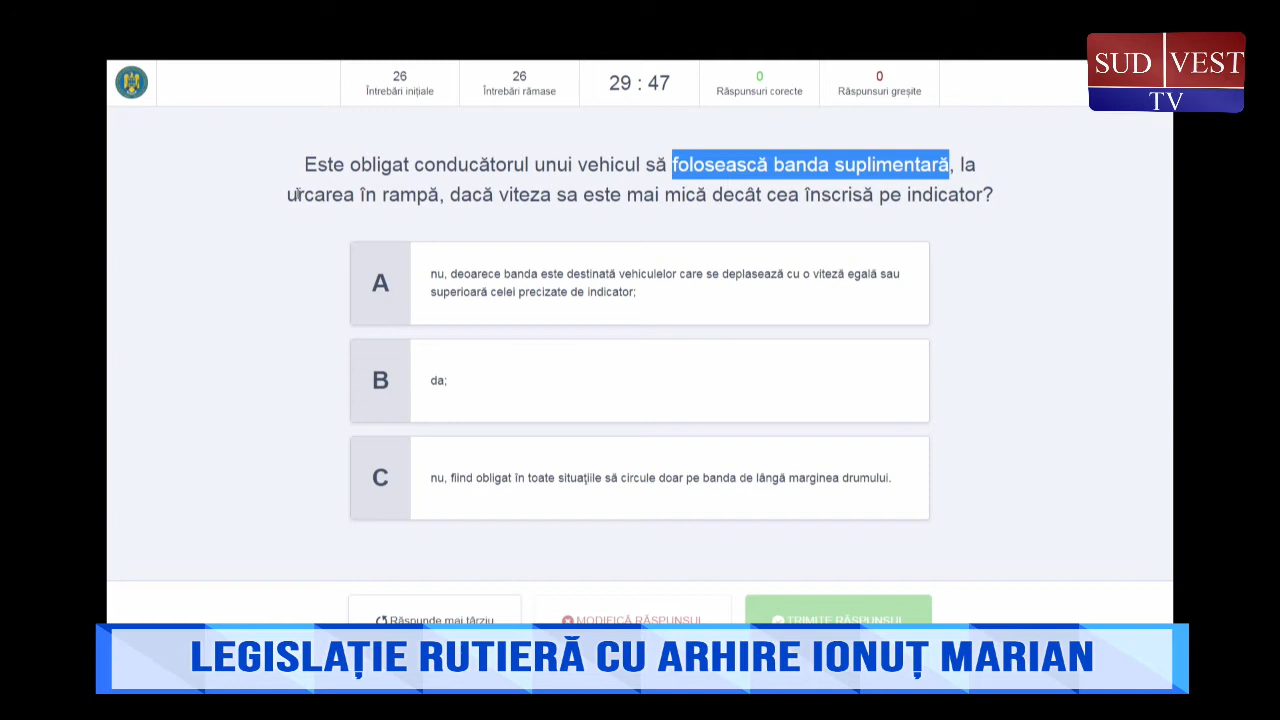 SUD VEST
TV
26
Întrebări inițiale
26
Întrebări rămase
29 : 47
0
Răspunsuri corecte
0
Răspunsuri greșite
Este obligat conducătorul unui vehicul să folosească banda suplimentară, la
urcarea în rampă, dacă viteza sa este mai mică decât cea înscrisă pe indicator?
A
nu, deoarece banda este destinată vehiculelor care se deplasează cu o viteză egală sau
superioară celei precizate de indicator;
B
da;
C
nu, fiind obligat în toate situațiile să circule doar pe banda de lângă marginea drumului.
Răspunde mai târziu
MODIFICĂ RĂSPUNSUL
TRIMITE RĂSPUNSUL
LEGISLAȚIE RUTIERĂ CU ARHIRE IONUȚ MARIAN